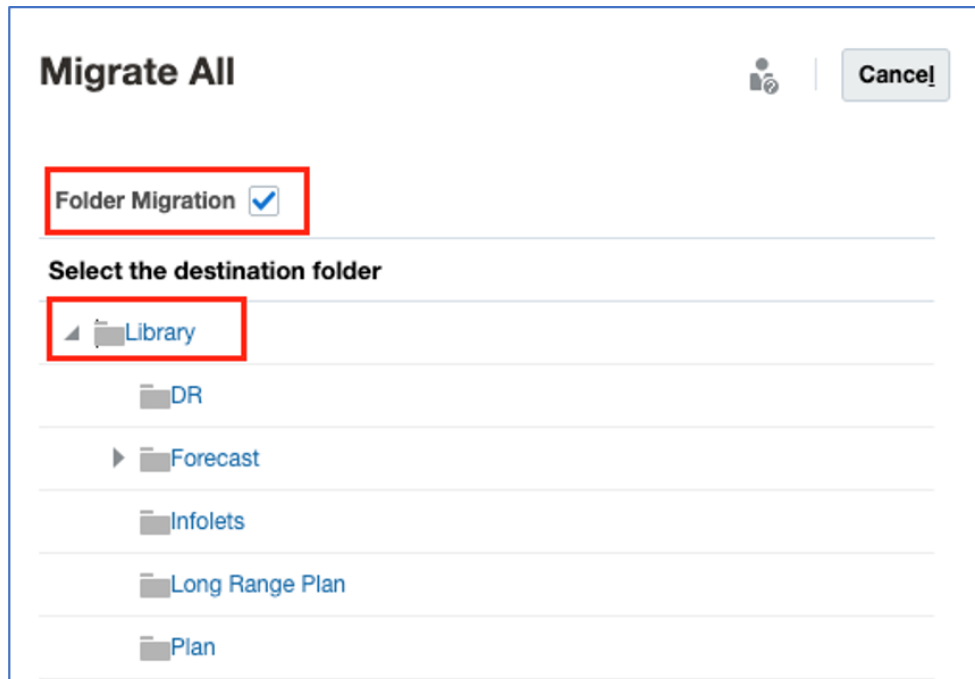 Migrate All
Cancel
Folder Migration
Select the destination folder
Library
DR
Forecast
Infolets
Long Range Plan
Plan